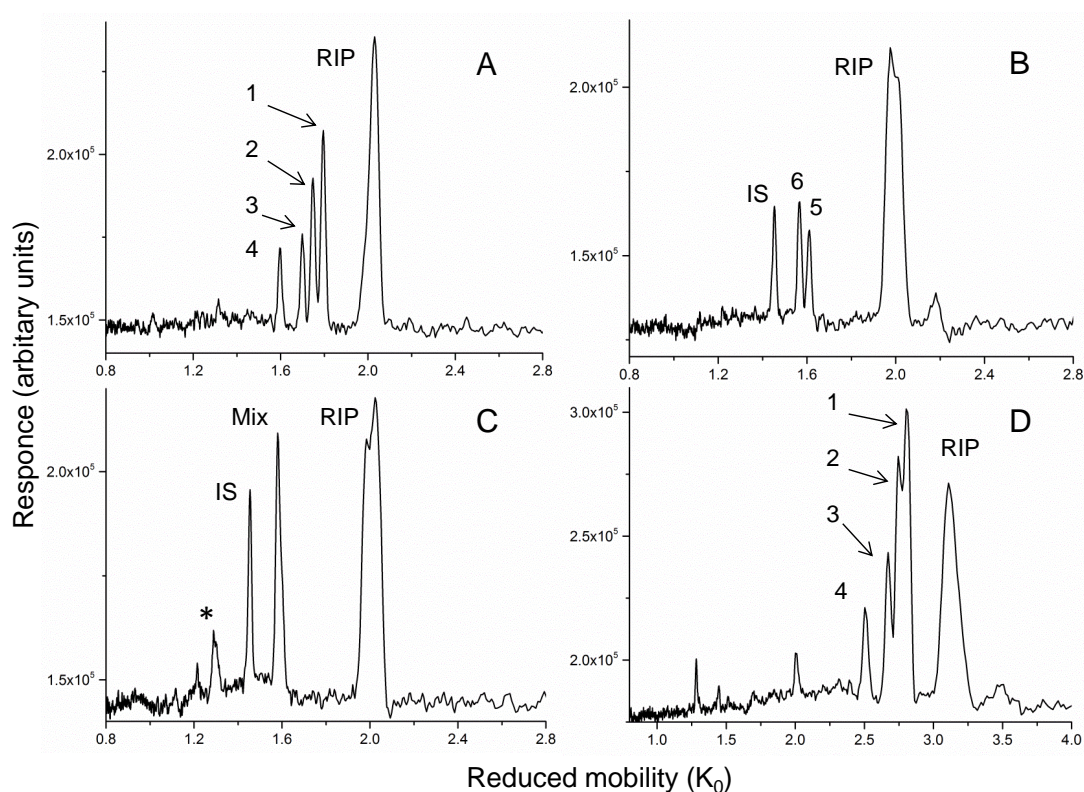 Responce (arbitary units)
RIP
A
1
2
3
4
2.0x10⁵
1.5x10⁵
0.8 1.2 1.6 2.0 2.4 2.8
RIP
B
IS
6
5
2.0x10⁵
1.5x10⁵
0.8 1.2 1.6 2.0 2.4 2.8
C
Mix
RIP
IS
*
2.0x10⁵
1.5x10⁵
0.8 1.2 1.6 2.0 2.4 2.8
1
D
2
RIP
3
4
3.0x10⁵
2.5x10⁵
2.0x10⁵
1.0 1.5 2.0 2.5 3.0 3.5 4.0
Reduced mobility (K₀)